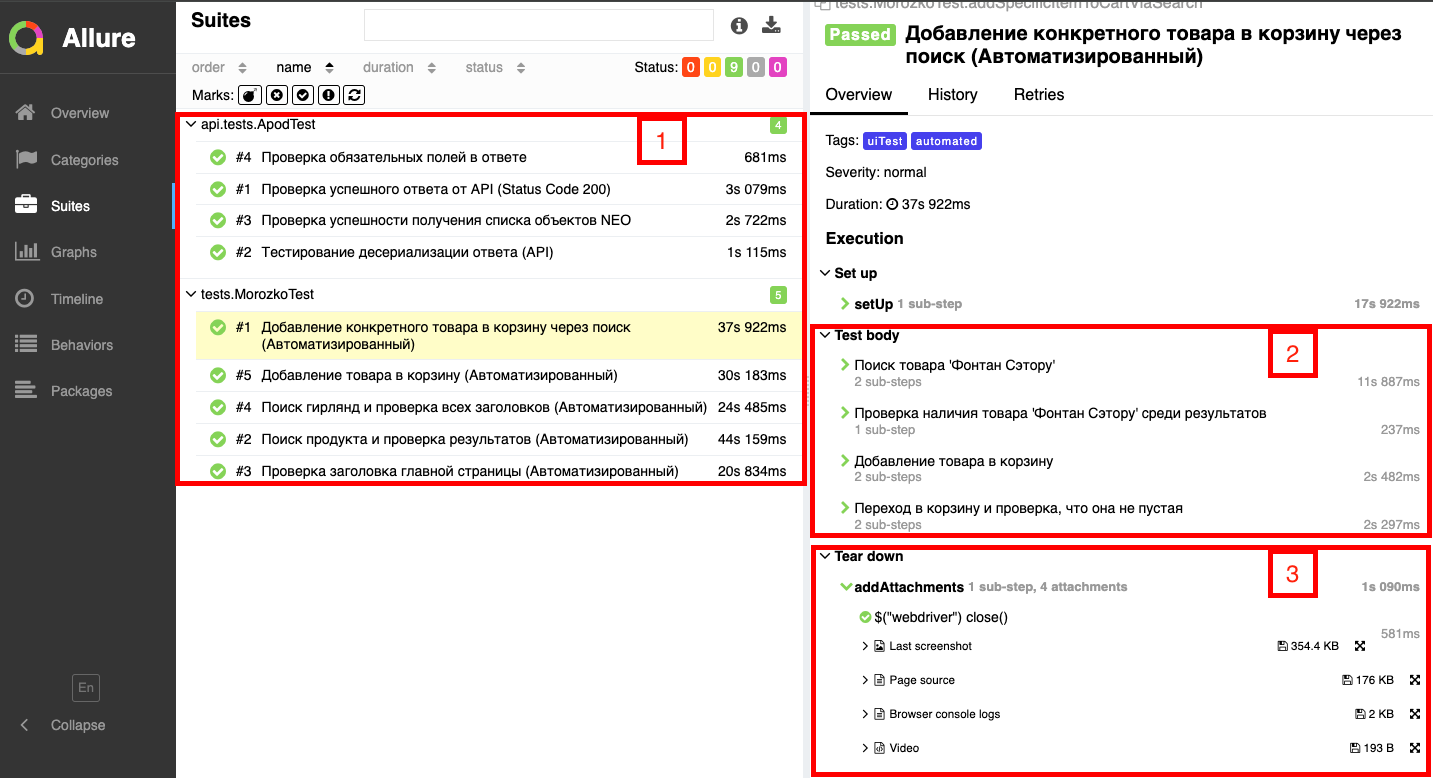 Allure
Overview
Categories
Suites
Graphs
Timeline
Behaviors
Packages
En
Collapse
Suites
order name duration status Status: 0 0 9 0 0
Marks:
api.tests.ApodTest 4
1
#4 Проверка обязательных полей в ответе 681ms
#1 Проверка успешного ответа от API (Status Code 200) 3s 079ms
#3 Проверка успешности получения списка объектов NEO 2s 722ms
#2 Тестирование десериализации ответа (API) 1s 115ms
tests.MorozkoTest 5
#1 Добавление конкретного товара в корзину через поиск 37s 922ms
(Автоматизированный)
#5 Добавление товара в корзину (Автоматизированный) 30s 183ms
#4 Поиск гирлянд и проверка всех заголовков (Автоматизированный) 24s 485ms
#2 Поиск продукта и проверка результатов (Автоматизированный) 44s 159ms
#3 Проверка заголовка главной страницы (Автоматизированный) 20s 834ms
tests.MorozkoTest.addSpecificItemToCartViaSearch
Passed Добавление конкретного товара в корзину через
поиск (Автоматизированный)
Overview History Retries
Tags: uiTest automated
Severity: normal
Duration: 37s 922ms
Execution
Set up
setUp 1 sub-step 17s 922ms
Test body
2
Поиск товара 'Фонтан Сэтору'
2 sub-steps 11s 887ms
Проверка наличия товара 'Фонтан Сэтору' среди результатов
1 sub-step 237ms
Добавление товара в корзину
2 sub-steps 2s 482ms
Переход в корзину и проверка, что она не пустая
2 sub-steps 2s 297ms
Tear down
3
addAttachments 1 sub-step, 4 attachments 1s 090ms
$("webdriver") close()
581ms
Last screenshot 354.4 KB
Page source 176 KB
Browser console logs 2 KB
Video 193 B